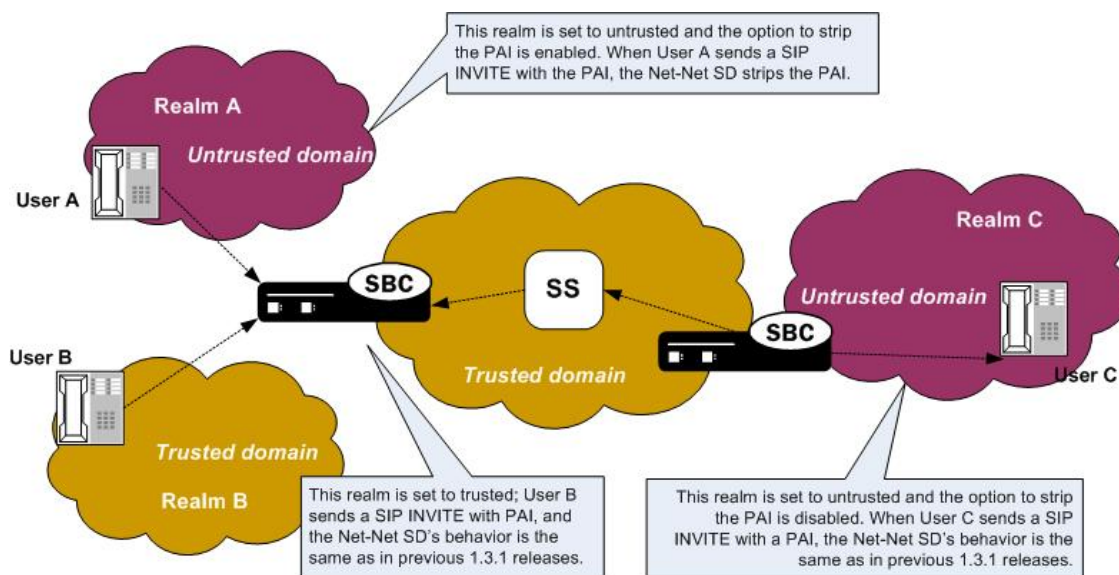 This realm is set to untrusted and the option to strip
the PAI is enabled. When User A sends a SIP
INVITE with the PAI, the Net-Net SD strips the PAI.
Realm A
Untrusted domain
User A
Realm C
SBC
SS
Untrusted domain
SBC
User B
Trusted domain
User C
Trusted domain
Realm B
This realm is set to trusted; User B
sends a SIP INVITE with PAI, and
the Net-Net SD's behavior is the
same as in previous 1.3.1 releases.
This realm is set to untrusted and the option to strip
the PAI is disabled. When User C sends a SIP
INVITE with a PAI, the Net-Net SD's behavior is the
same as in previous 1.3.1 releases.